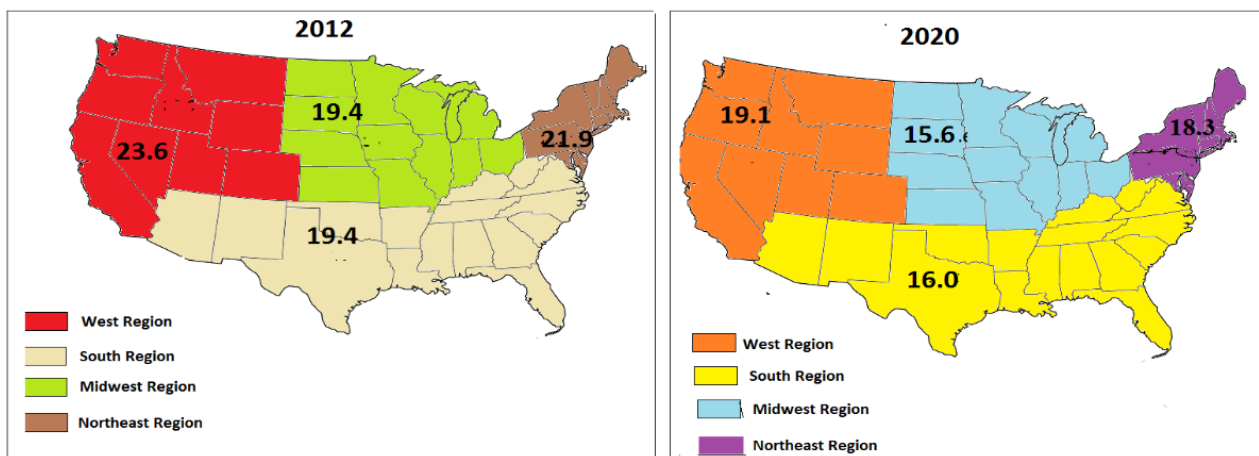 2012
19.4
23.6
21.9
19.4
West Region
South Region
Midwest Region
Northeast Region
2020
19.1
15.6
18.3
16.0
West Region
South Region
Midwest Region
Northeast Region